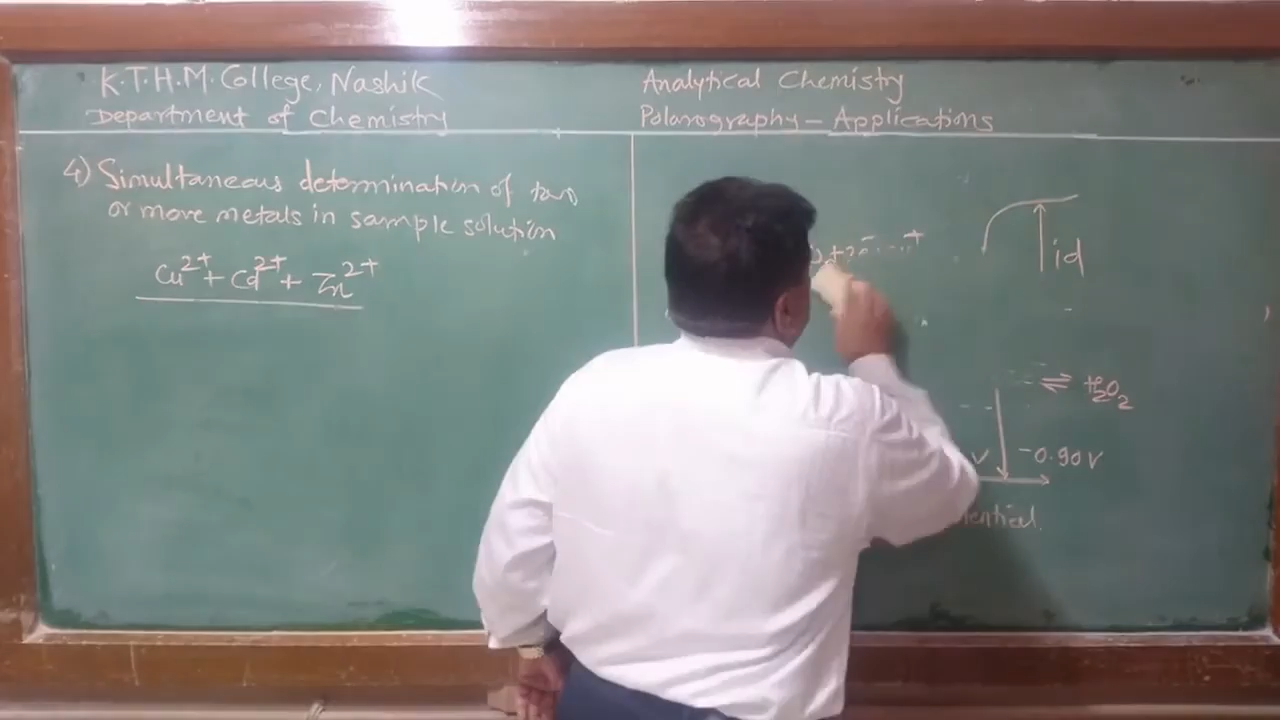 K.T.H.M. College, Nashik
Department of Chemistry
Analytical Chemistry
Polarography - Applications
4) Simultaneous determination of two
or more metals in sample solution
Cu²⁺ + Cd²⁺ + Zn²⁺
id
⇌ H₂O₂
V -0.90V